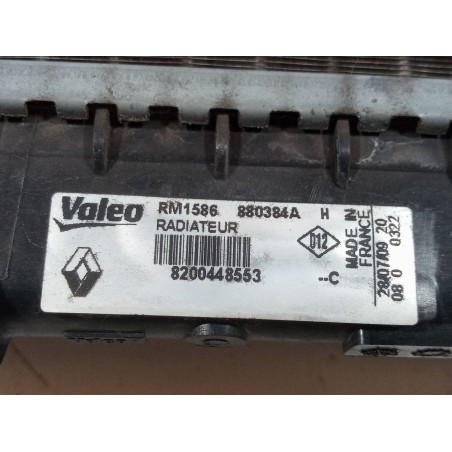 Valeo
RM1586 880384A H
RADIATEUR
8200448553
D12
--C
MADE IN
FRANCE
28/07/09 20
08 0 0322